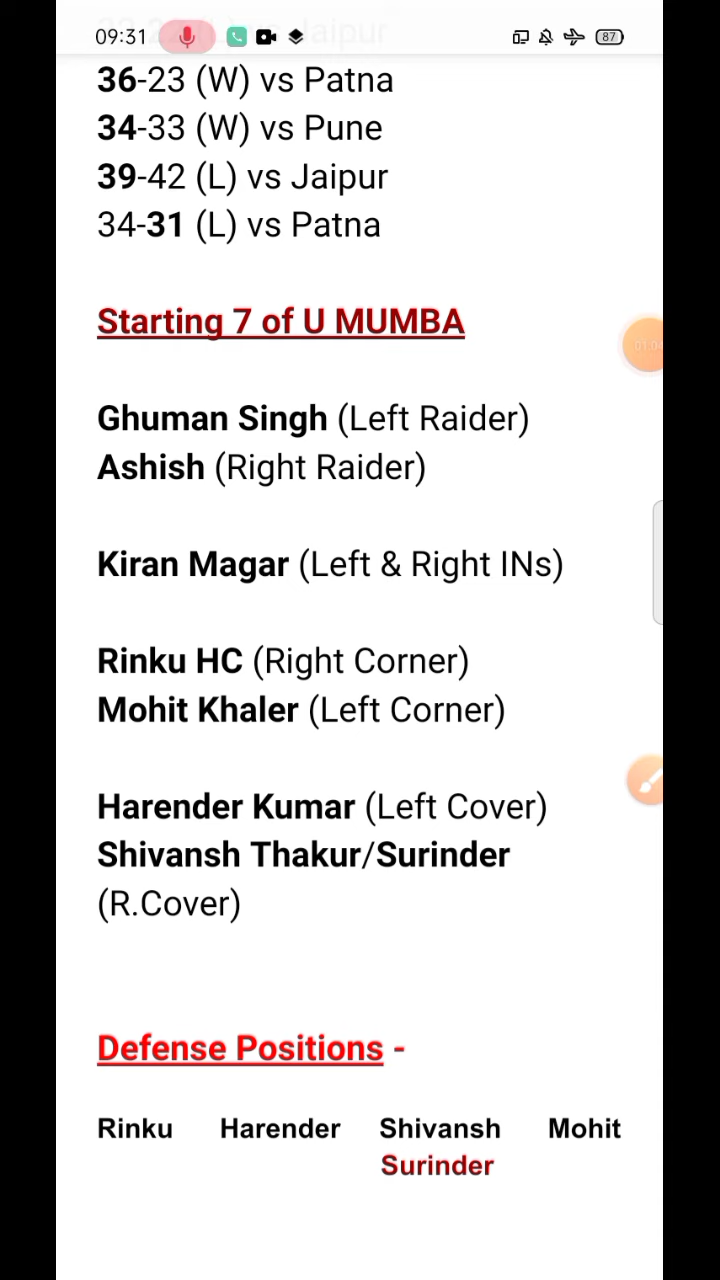 09:31
87
36-23 (W) vs Patna
34-33 (W) vs Pune
39-42 (L) vs Jaipur
34-31 (L) vs Patna
Starting 7 of U MUMBA
Ghuman Singh (Left Raider)
Ashish (Right Raider)
Kiran Magar (Left & Right INs)
Rinku HC (Right Corner)
Mohit Khaler (Left Corner)
Harender Kumar (Left Cover)
Shivansh Thakur/Surinder
(R.Cover)
Defense Positions -
Rinku Harender Shivansh Mohit
Surinder